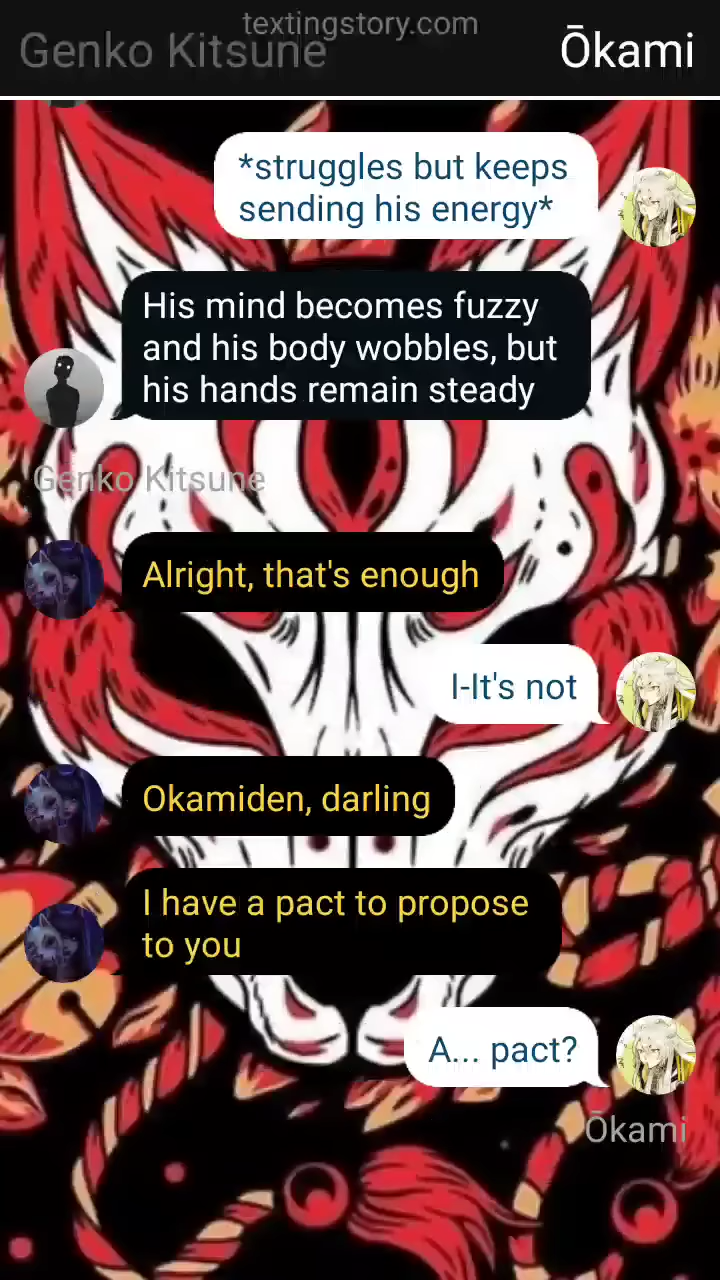 textingstory.com
Genko Kitsune
Ōkami
*struggles but keeps
sending his energy*
His mind becomes fuzzy
and his body wobbles, but
his hands remain steady
Genko Kitsune
Alright, that's enough
I-It's not
Okamiden, darling
I have a pact to propose
to you
A... pact?
Ōkami